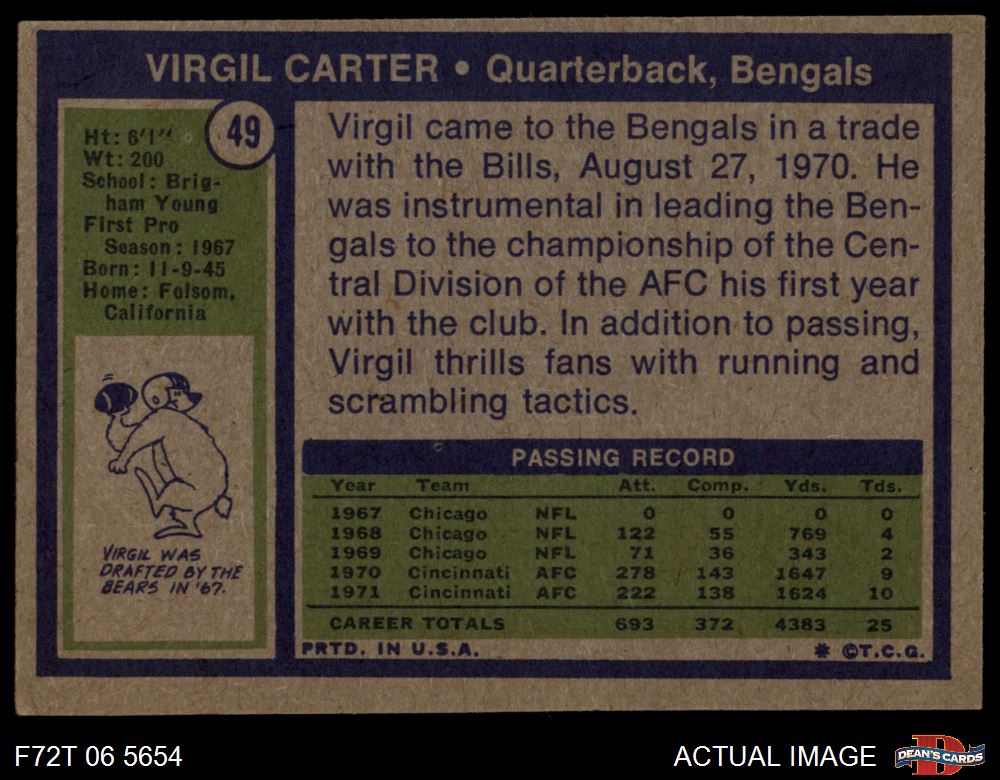 VIRGIL CARTER • Quarterback, Bengals
49
Ht: 6'1"
Wt: 200
School: Brig-
ham Young
First Pro
Season: 1967
Born: 11-9-45
Home: Folsom,
California
VIRGIL WAS
DRAFTED BY THE
BEARS IN '67.
Virgil came to the Bengals in a trade
with the Bills, August 27, 1970. He
was instrumental in leading the Ben-
gals to the championship of the Cen-
tral Division of the AFC his first year
with the club. In addition to passing,
Virgil thrills fans with running and
scrambling tactics.
PASSING RECORD
Year Team Att. Comp. Yds. Tds.
1967 Chicago NFL 0 0 0 0
1968 Chicago NFL 122 55 769 4
1969 Chicago NFL 71 36 343 2
1970 Cincinnati AFC 278 143 1647 9
1971 Cincinnati AFC 222 138 1624 10
CAREER TOTALS 693 372 4383 25
PRTD. IN U.S.A. * ©T.C.G.
F72T 06 5654 ACTUAL IMAGE D DEAN'S CARDS